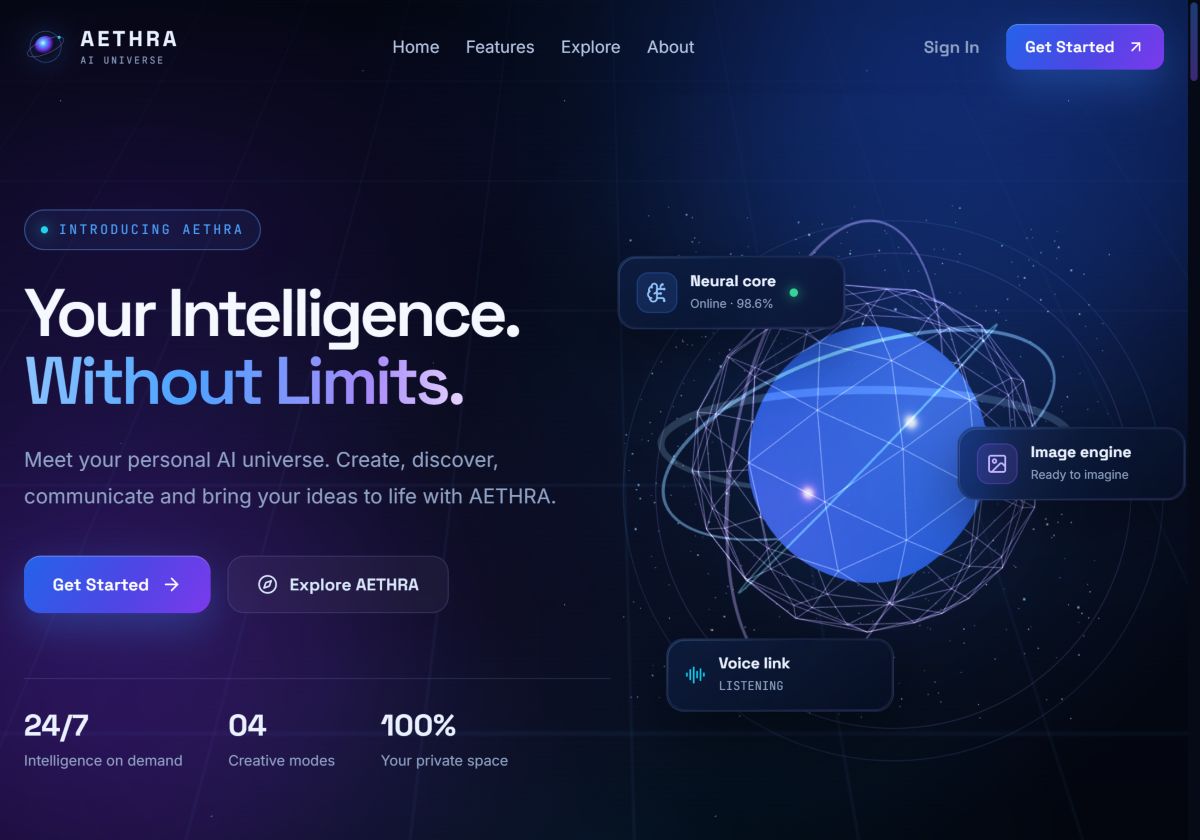 AETHRA
AI UNIVERSE
Home
Features
Explore
About
Sign In
Get Started
INTRODUCING AETHRA
Your Intelligence.
Without Limits.
Meet your personal AI universe. Create, discover,
communicate and bring your ideas to life with AETHRA.
Get Started
Explore AETHRA
24/7
Intelligence on demand
04
Creative modes
100%
Your private space
Neural core
Online · 98.6%
Image engine
Ready to imagine
Voice link
LISTENING